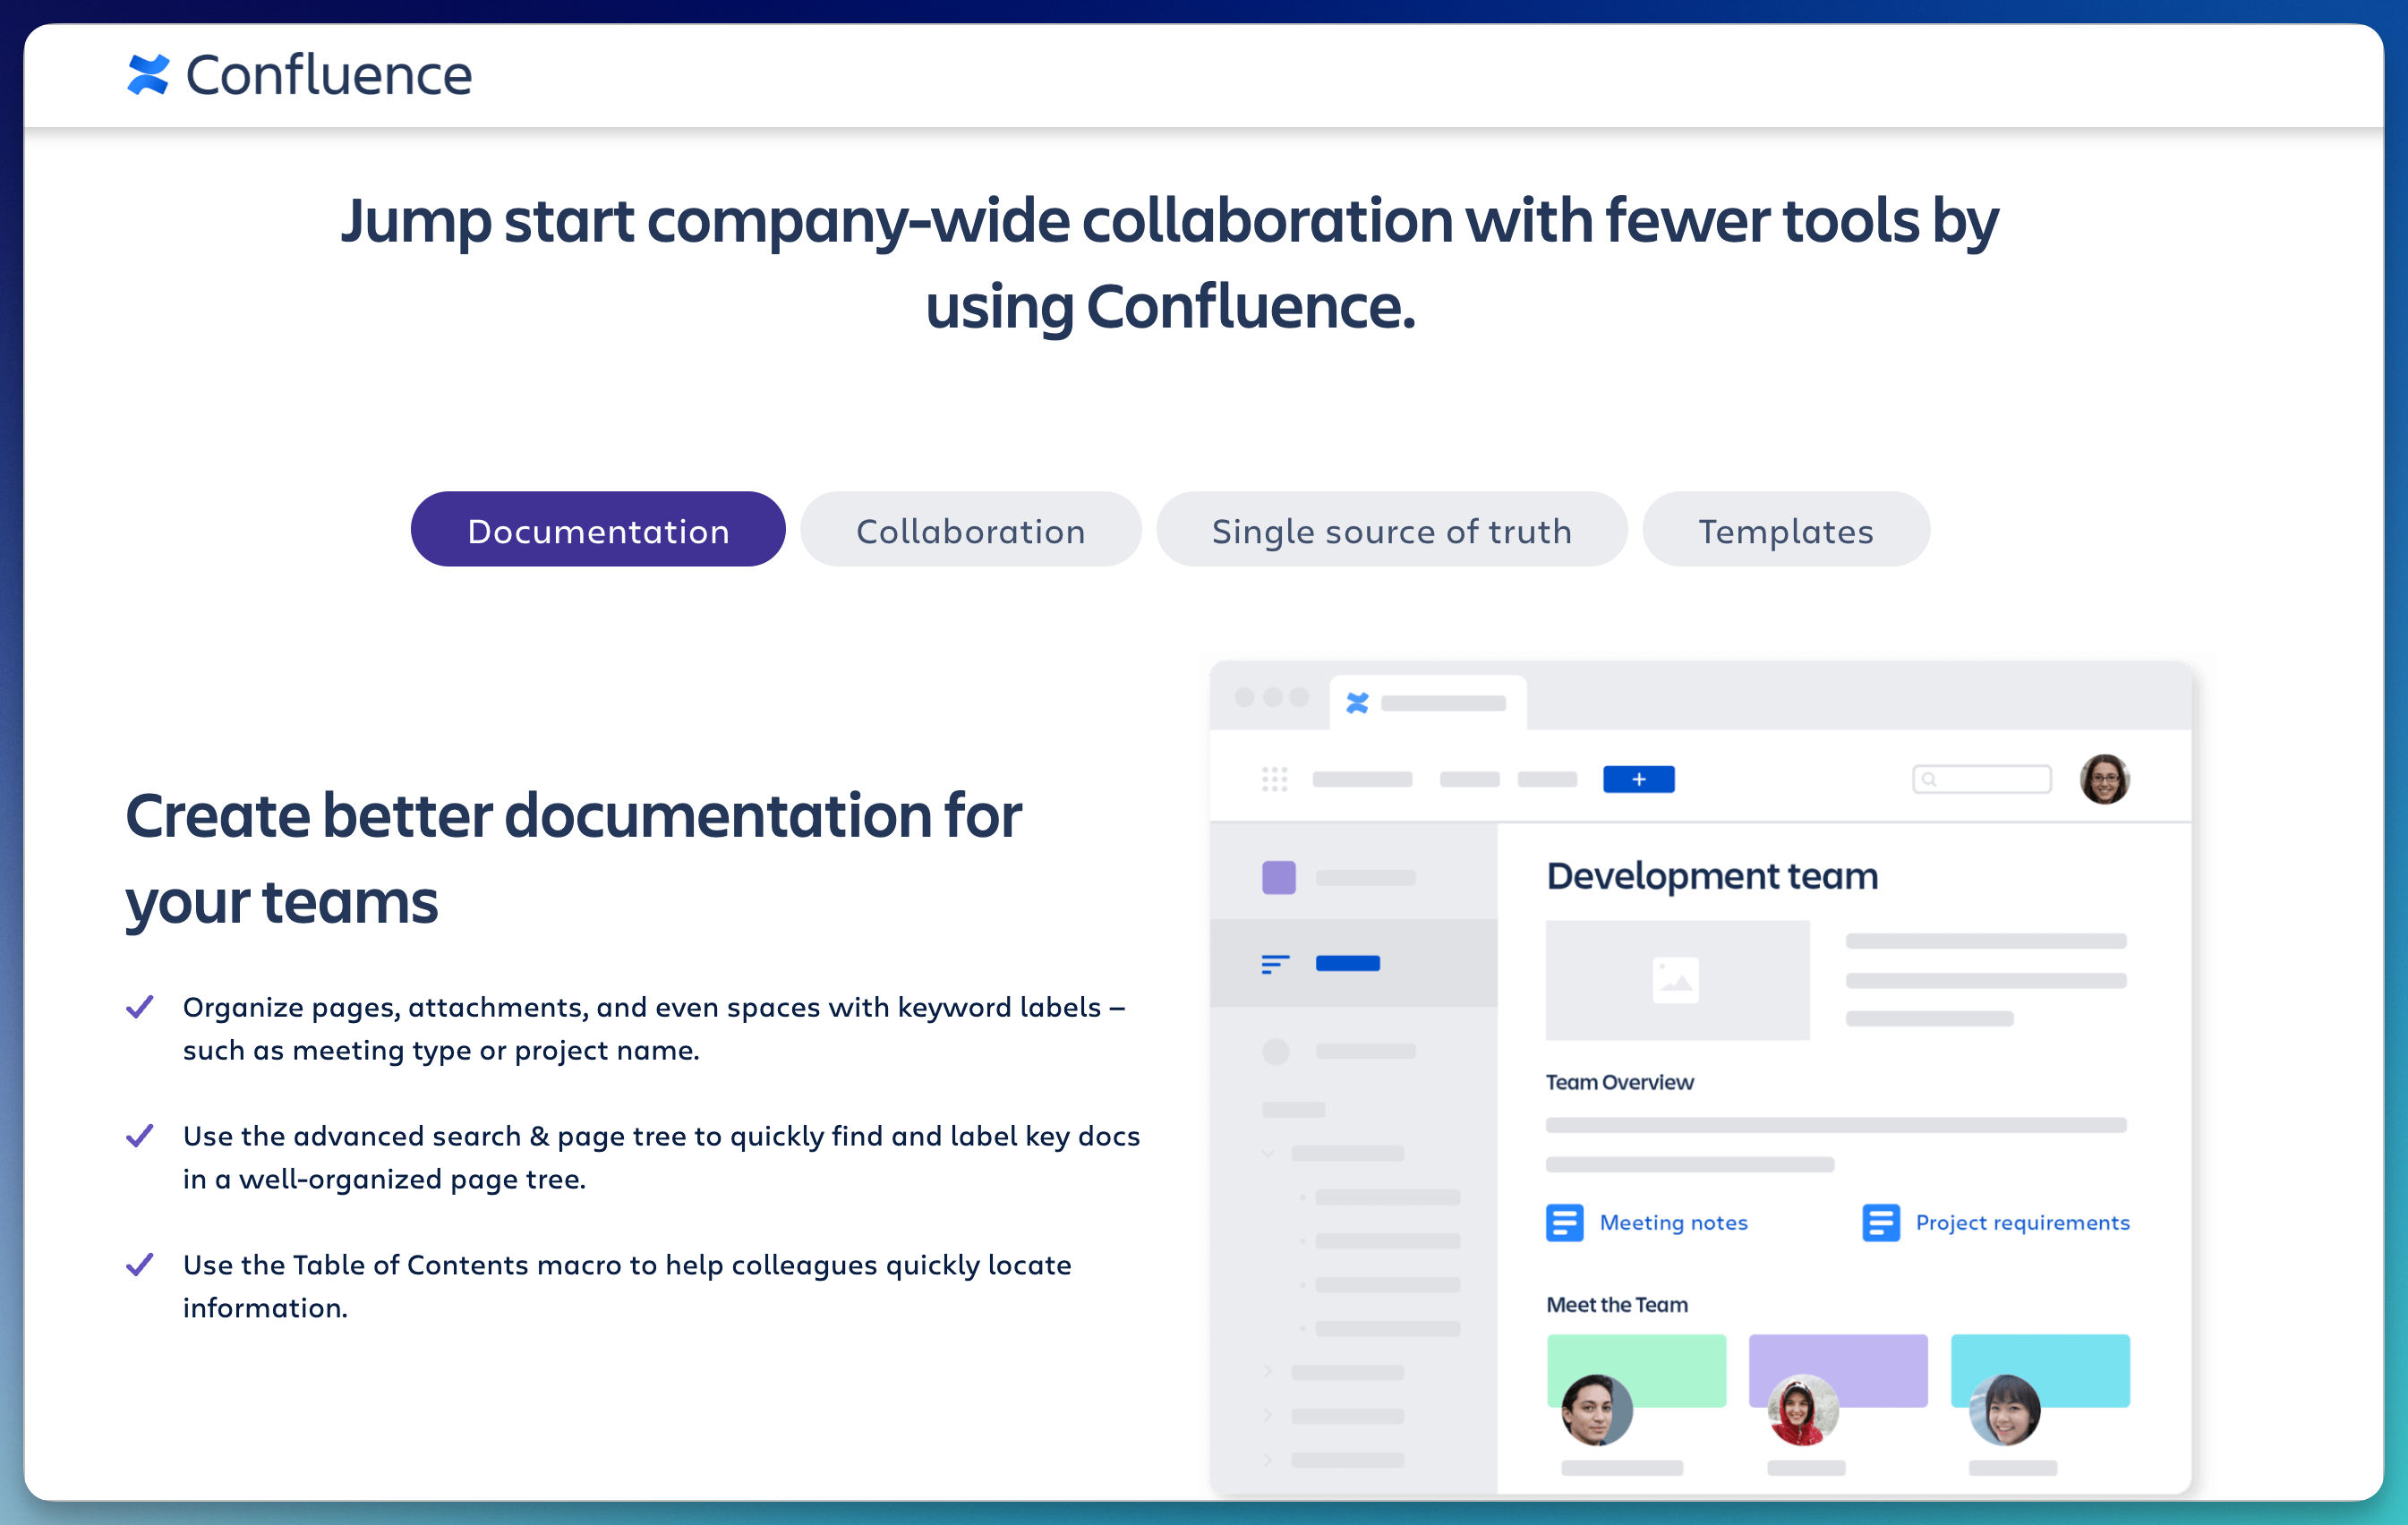 Confluence
Jump start company-wide collaboration with fewer tools by
using Confluence.
Documentation
Collaboration
Single source of truth
Templates
Create better documentation for
your teams
Organize pages, attachments, and even spaces with keyword labels –
such as meeting type or project name.
Use the advanced search & page tree to quickly find and label key docs
in a well-organized page tree.
Use the Table of Contents macro to help colleagues quickly locate
information.
Development team
Team Overview
Meeting notes
Project requirements
Meet the Team